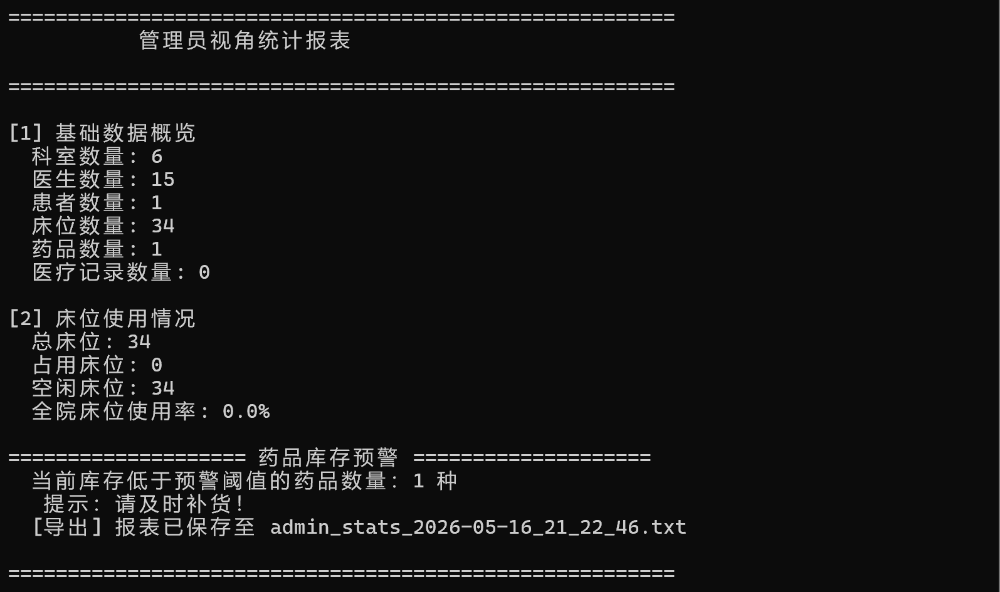 ========================================================
管理员视角统计报表
========================================================
[1] 基础数据概览
科室数量: 6
医生数量: 15
患者数量: 1
床位数量: 34
药品数量: 1
医疗记录数量: 0
[2] 床位使用情况
总床位: 34
占用床位: 0
空闲床位: 34
全院床位使用率: 0.0%
==================== 药品库存预警 ====================
当前库存低于预警阈值的药品数量: 1 种
提示: 请及时补货!
[导出] 报表已保存至 admin_stats_2026-05-16_21_22_46.txt
========================================================